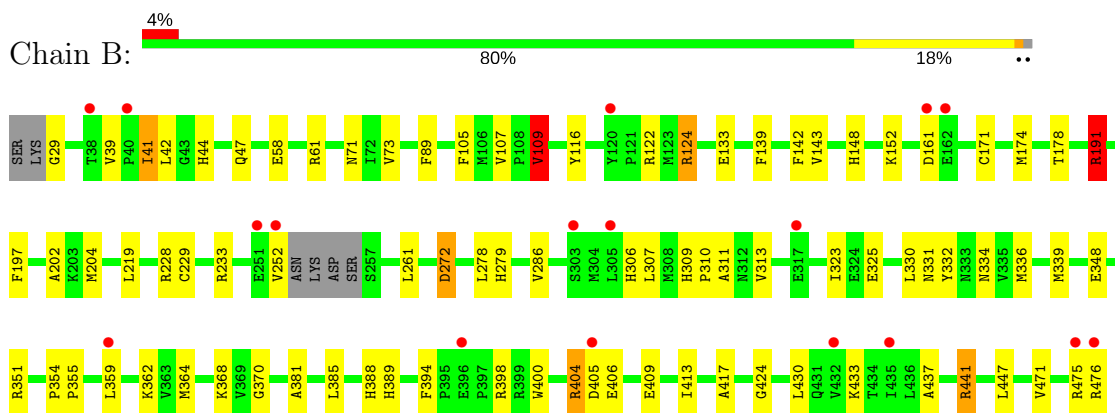 4%
Chain B:
80% 18% ••
SER LYS G29 T38 V39 P40 I41 L42 G43 H44 Q47 E58 R61 N71 I72 V73 F89 F105 M106 V107 P108 V109 Y116 Y120 P121 R122 M123 R124 E133 F139 F142 V143 H148 K152 D161 E162 C171 M174 T178 R191
F197 A202 K203 M204 L219 R228 C229 R233 E251 V252 ASN LYS ASP SER S257 L261 D272 L278 H279 V286 S303 M304 L305 H306 L307 M308 H309 P310 A311 N312 V313 E317 I323 E324 E325 L330 N331 Y332 N333 N334 V335 M336 M339 E348
R351 P354 P355 L359 K362 V363 M364 K368 V369 G370 A381 L385 H388 H389 F394 P395 E396 P397 R398 R399 W400 R404 D405 E406 E409 I413 A417 G424 L430 Q431 V432 K433 T434 I435 L436 A437 R441 L447 V471 R475 R476